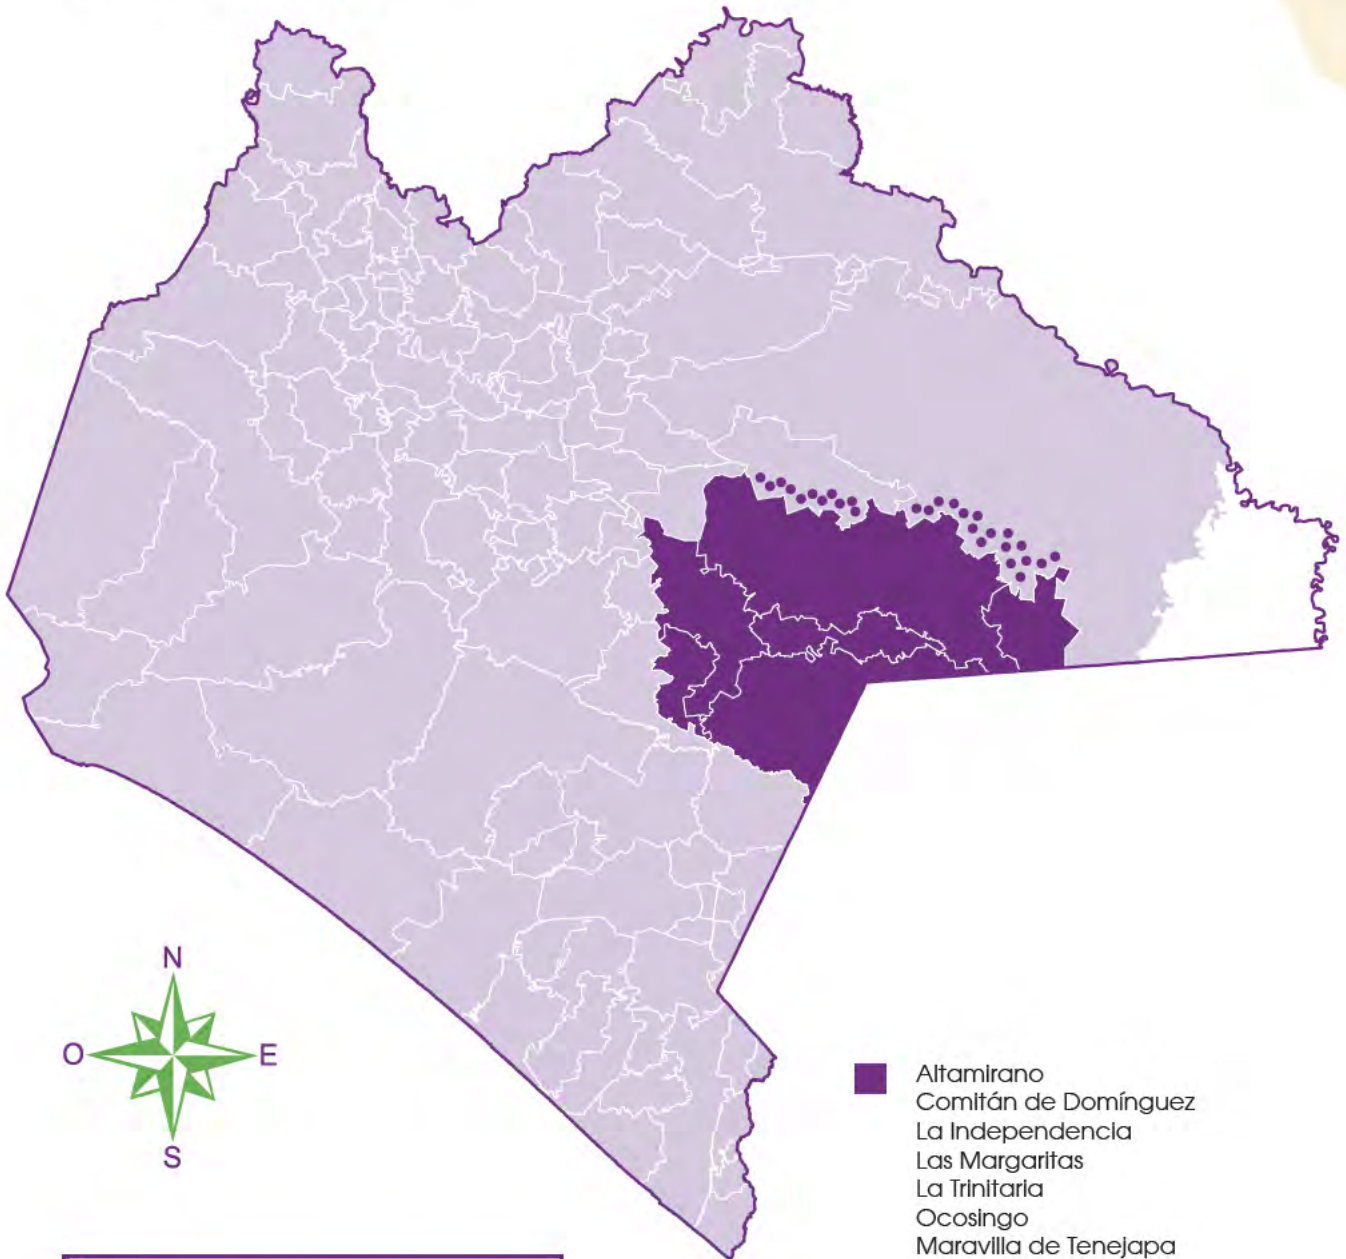 N
O E
S
Altamirano
Comitán de Domínguez
La Independencia
Las Margaritas
La Trinitaria
Ocosingo
Maravilla de Tenejapa